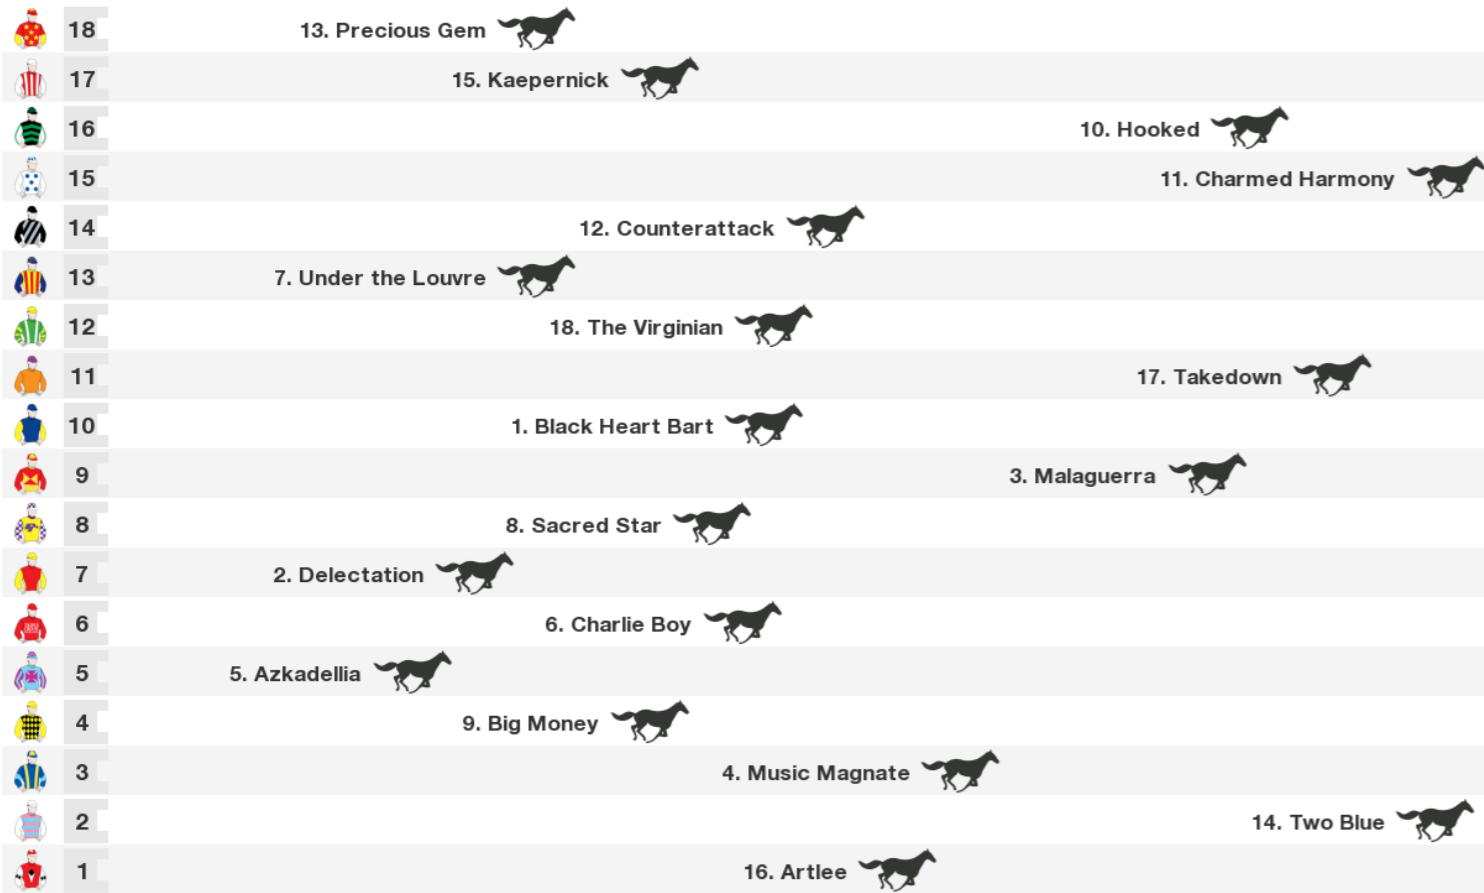 18 13. Precious Gem
17 15. Kaepernick
16 10. Hooked
15 11. Charmed Harmony
14 12. Counterattack
13 7. Under the Louvre
12 18. The Virginian
11 17. Takedown
10 1. Black Heart Bart
9 3. Malaguerra
8 8. Sacred Star
7 2. Delectation
6 6. Charlie Boy
5 5. Azkadellia
4 9. Big Money
3 4. Music Magnate
2 14. Two Blue
1 16. Artlee